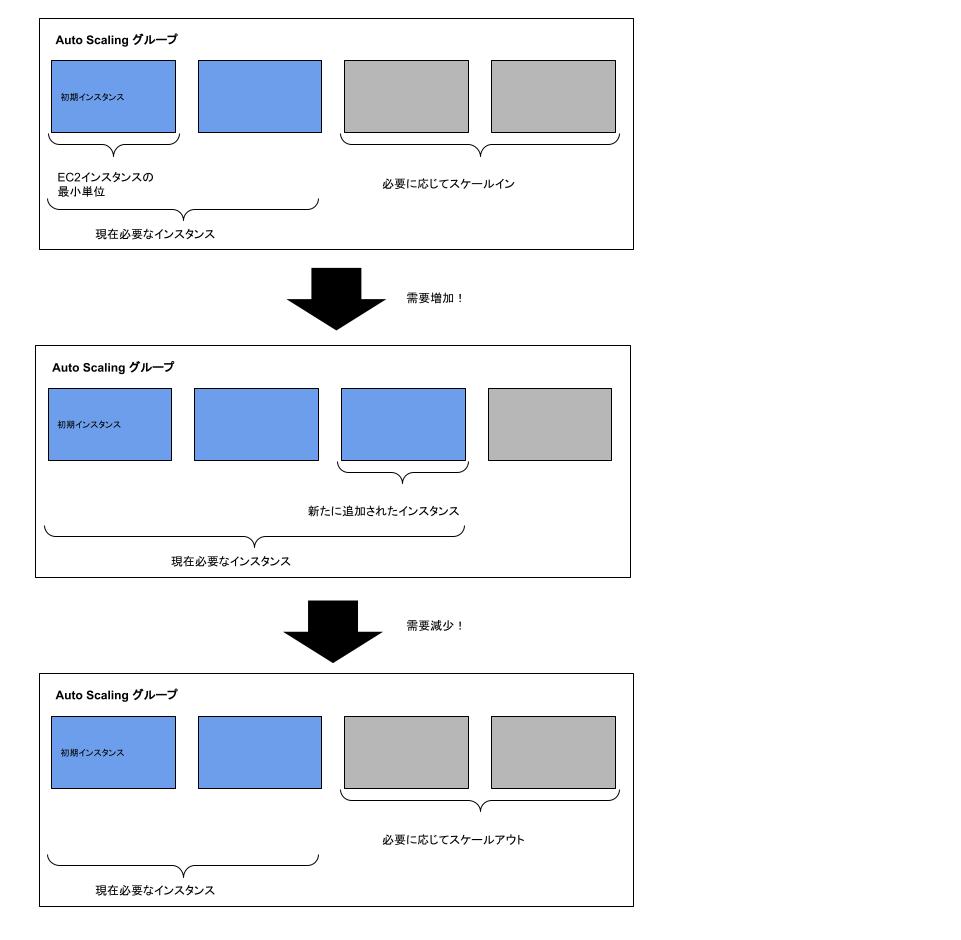 Auto Scaling グループ
初期インスタンス
EC2インスタンスの
最小単位
必要に応じてスケールイン
現在必要なインスタンス
需要増加！
Auto Scaling グループ
初期インスタンス
新たに追加されたインスタンス
現在必要なインスタンス
需要減少！
Auto Scaling グループ
初期インスタンス
必要に応じてスケールアウト
現在必要なインスタンス